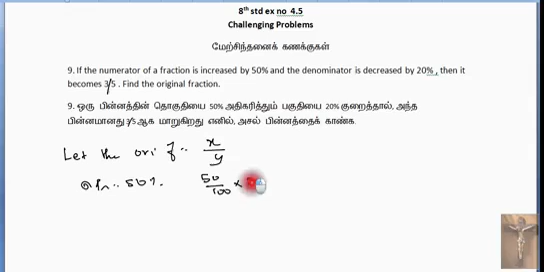 8th std ex no 4.5
Challenging Problems
மேற்சிந்தனைக் கணக்குகள்
9. If the numerator of a fraction is increased by 50% and the denominator is decreased by 20% , then it
becomes 3/5 . Find the original fraction.
9. ஒரு பின்னத்தின் தொகுதியை 50% அதிகரித்தும் பகுதியை 20% குறைத்தால், அந்த
பின்னமானது 3/5 ஆக மாறுகிறது எனில், அசல் பின்னத்தைக் காண்க.
Let the ori f.. x/y
In.. 50%. 50/100 ×